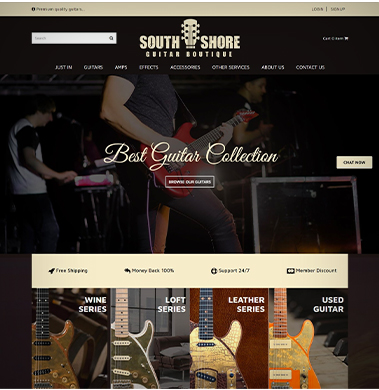 Premium quality guitars...
LOGIN | SIGN UP
Search
SOUTH SHORE
GUITAR BOUTIQUE
Cart 0 item
JUST IN GUITARS AMPS EFFECTS ACCESSORIES OTHER SERVICES ABOUT US CONTACT US
Best Guitar Collection
CHAT NOW
BROWSE OUR GUITARS
Free Shipping Money Back 100% Support 24/7 Member Discount
WINE SERIES
LOFT SERIES
LEATHER SERIES
USED GUITAR